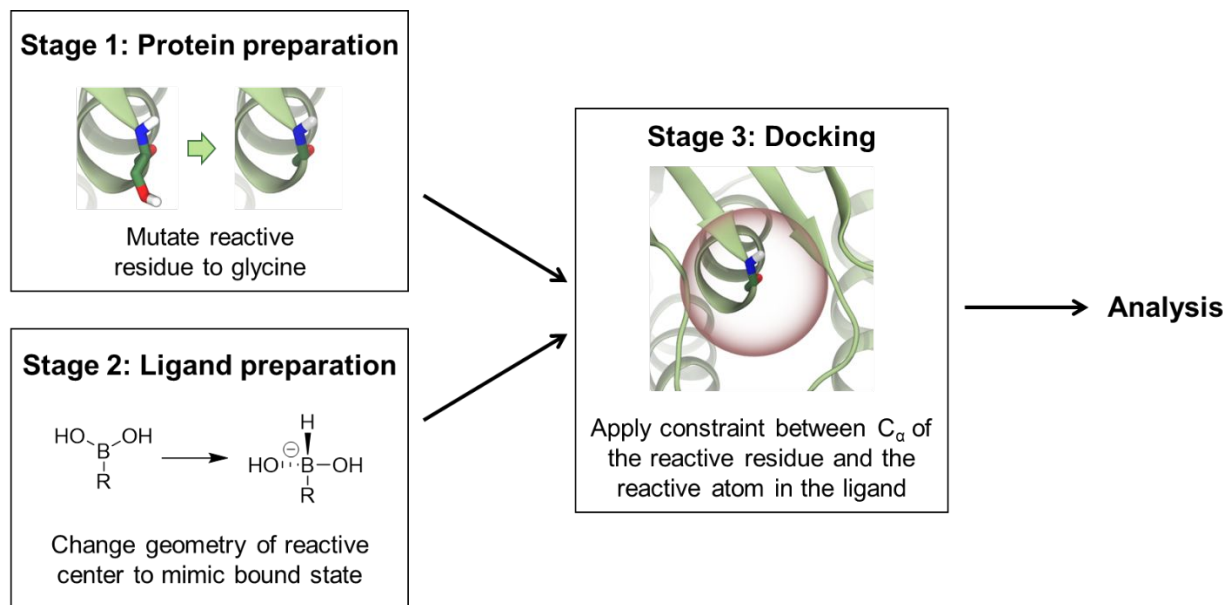 Stage 1: Protein preparation
Mutate reactive
residue to glycine
Stage 2: Ligand preparation
HO OH
B
R
H
⊖
HO B OH
R
Change geometry of reactive
center to mimic bound state
Stage 3: Docking
Apply constraint between Cα of
the reactive residue and the
reactive atom in the ligand
Analysis